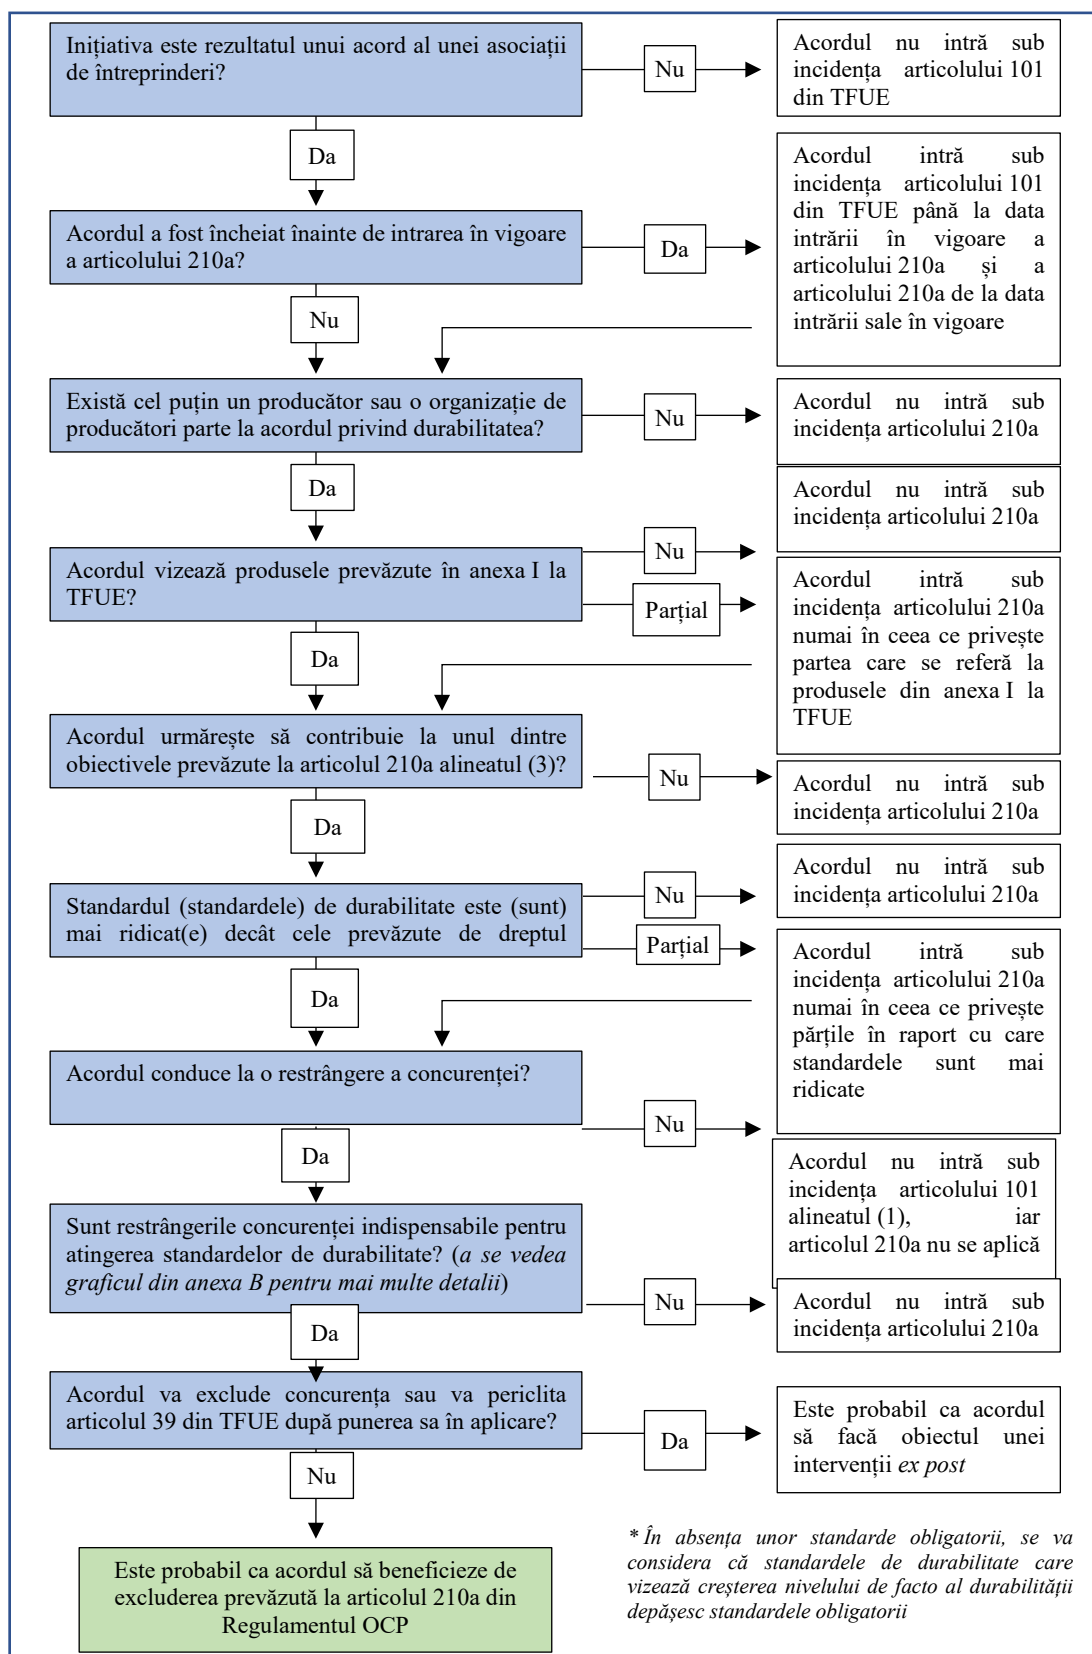 Inițiativa este rezultatul unui acord al unei asociații
de întreprinderi?
Nu
Acordul nu intră sub
incidența articolului 101
din TFUE
Da
Acordul a fost încheiat înainte de intrarea în vigoare
a articolului 210a?
Da
Acordul intră sub
incidența articolului 101
din TFUE până la data
intrării în vigoare a
articolului 210a și a
articolului 210a de la data
intrării sale în vigoare
Nu
Există cel puțin un producător sau o organizație de
producători parte la acordul privind durabilitatea?
Nu
Acordul nu intră sub
incidența articolului 210a
Da
Acordul vizează produsele prevăzute în anexa I la
TFUE?
Nu
Acordul nu intră sub
incidența articolului 210a
Parțial
Acordul intră sub
incidența articolului 210a
numai în ceea ce privește
partea care se referă la
produsele din anexa I la
TFUE
Da
Acordul urmărește să contribuie la unul dintre
obiectivele prevăzute la articolul 210a alineatul (3)?
Nu
Acordul nu intră sub
incidența articolului 210a
Da
Standardul (standardele) de durabilitate este (sunt)
mai ridicat(e) decât cele prevăzute de dreptul
Nu
Acordul nu intră sub
incidența articolului 210a
Parțial
Acordul intră sub
incidența articolului 210a
numai în ceea ce privește
părțile în raport cu care
standardele sunt mai
ridicate
Da
Acordul conduce la o restrângere a concurenței?
Nu
Acordul nu intră sub
incidența articolului 101
alineatul (1), iar
articolul 210a nu se aplică
Da
Sunt restrângerile concurenței indispensabile pentru
atingerea standardelor de durabilitate? (a se vedea
graficul din anexa B pentru mai multe detalii)
Nu
Acordul nu intră sub
incidența articolului 210a
Da
Acordul va exclude concurența sau va periclita
articolul 39 din TFUE după punerea sa în aplicare?
Da
Este probabil ca acordul
să facă obiectul unei
intervenții ex post
Nu
Este probabil ca acordul să beneficieze de
excluderea prevăzută la articolul 210a din
Regulamentul OCP
* În absența unor standarde obligatorii, se va
considera că standardele de durabilitate care
vizează creșterea nivelului de facto al durabilității
depășesc standardele obligatorii